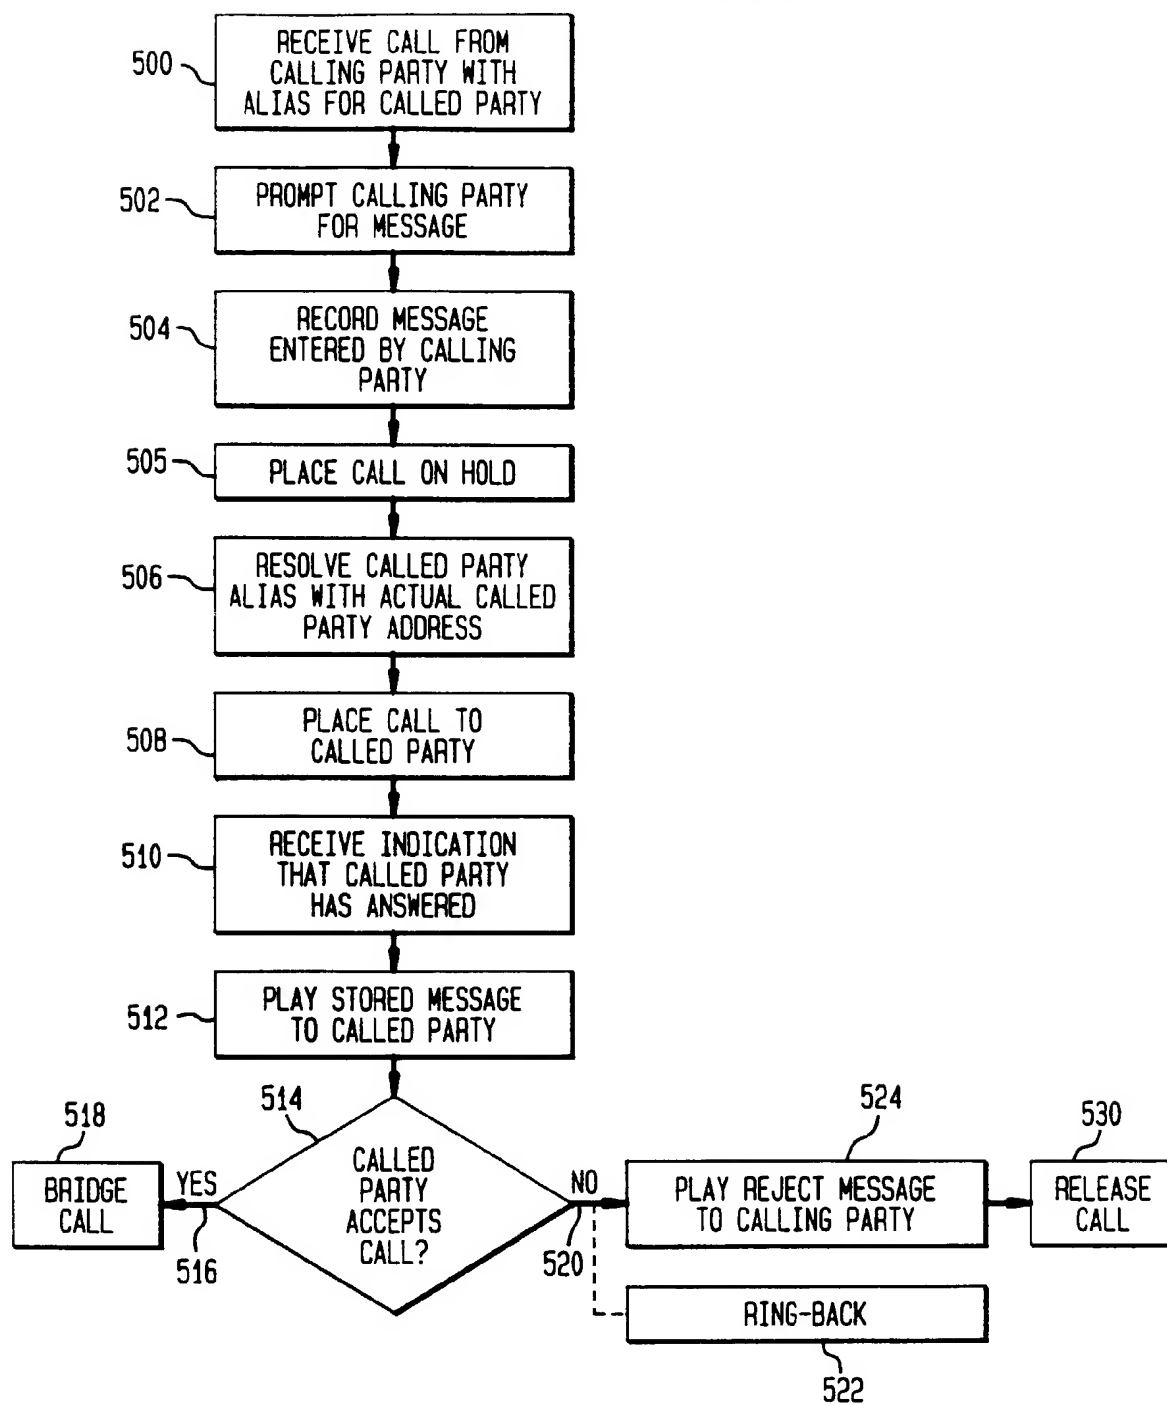 500
RECEIVE CALL FROM
CALLING PARTY WITH
ALIAS FOR CALLED PARTY
502
PROMPT CALLING PARTY
FOR MESSAGE
504
RECORD MESSAGE
ENTERED BY CALLING
PARTY
505
PLACE CALL ON HOLD
506
RESOLVE CALLED PARTY
ALIAS WITH ACTUAL CALLED
PARTY ADDRESS
508
PLACE CALL TO
CALLED PARTY
510
RECEIVE INDICATION
THAT CALLED PARTY
HAS ANSWERED
512
PLAY STORED MESSAGE
TO CALLED PARTY
514
CALLED
PARTY
ACCEPTS
CALL?
YES
516
518
BRIDGE
CALL
NO
520
524
PLAY REJECT MESSAGE
TO CALLING PARTY
530
RELEASE
CALL
RING-BACK
522